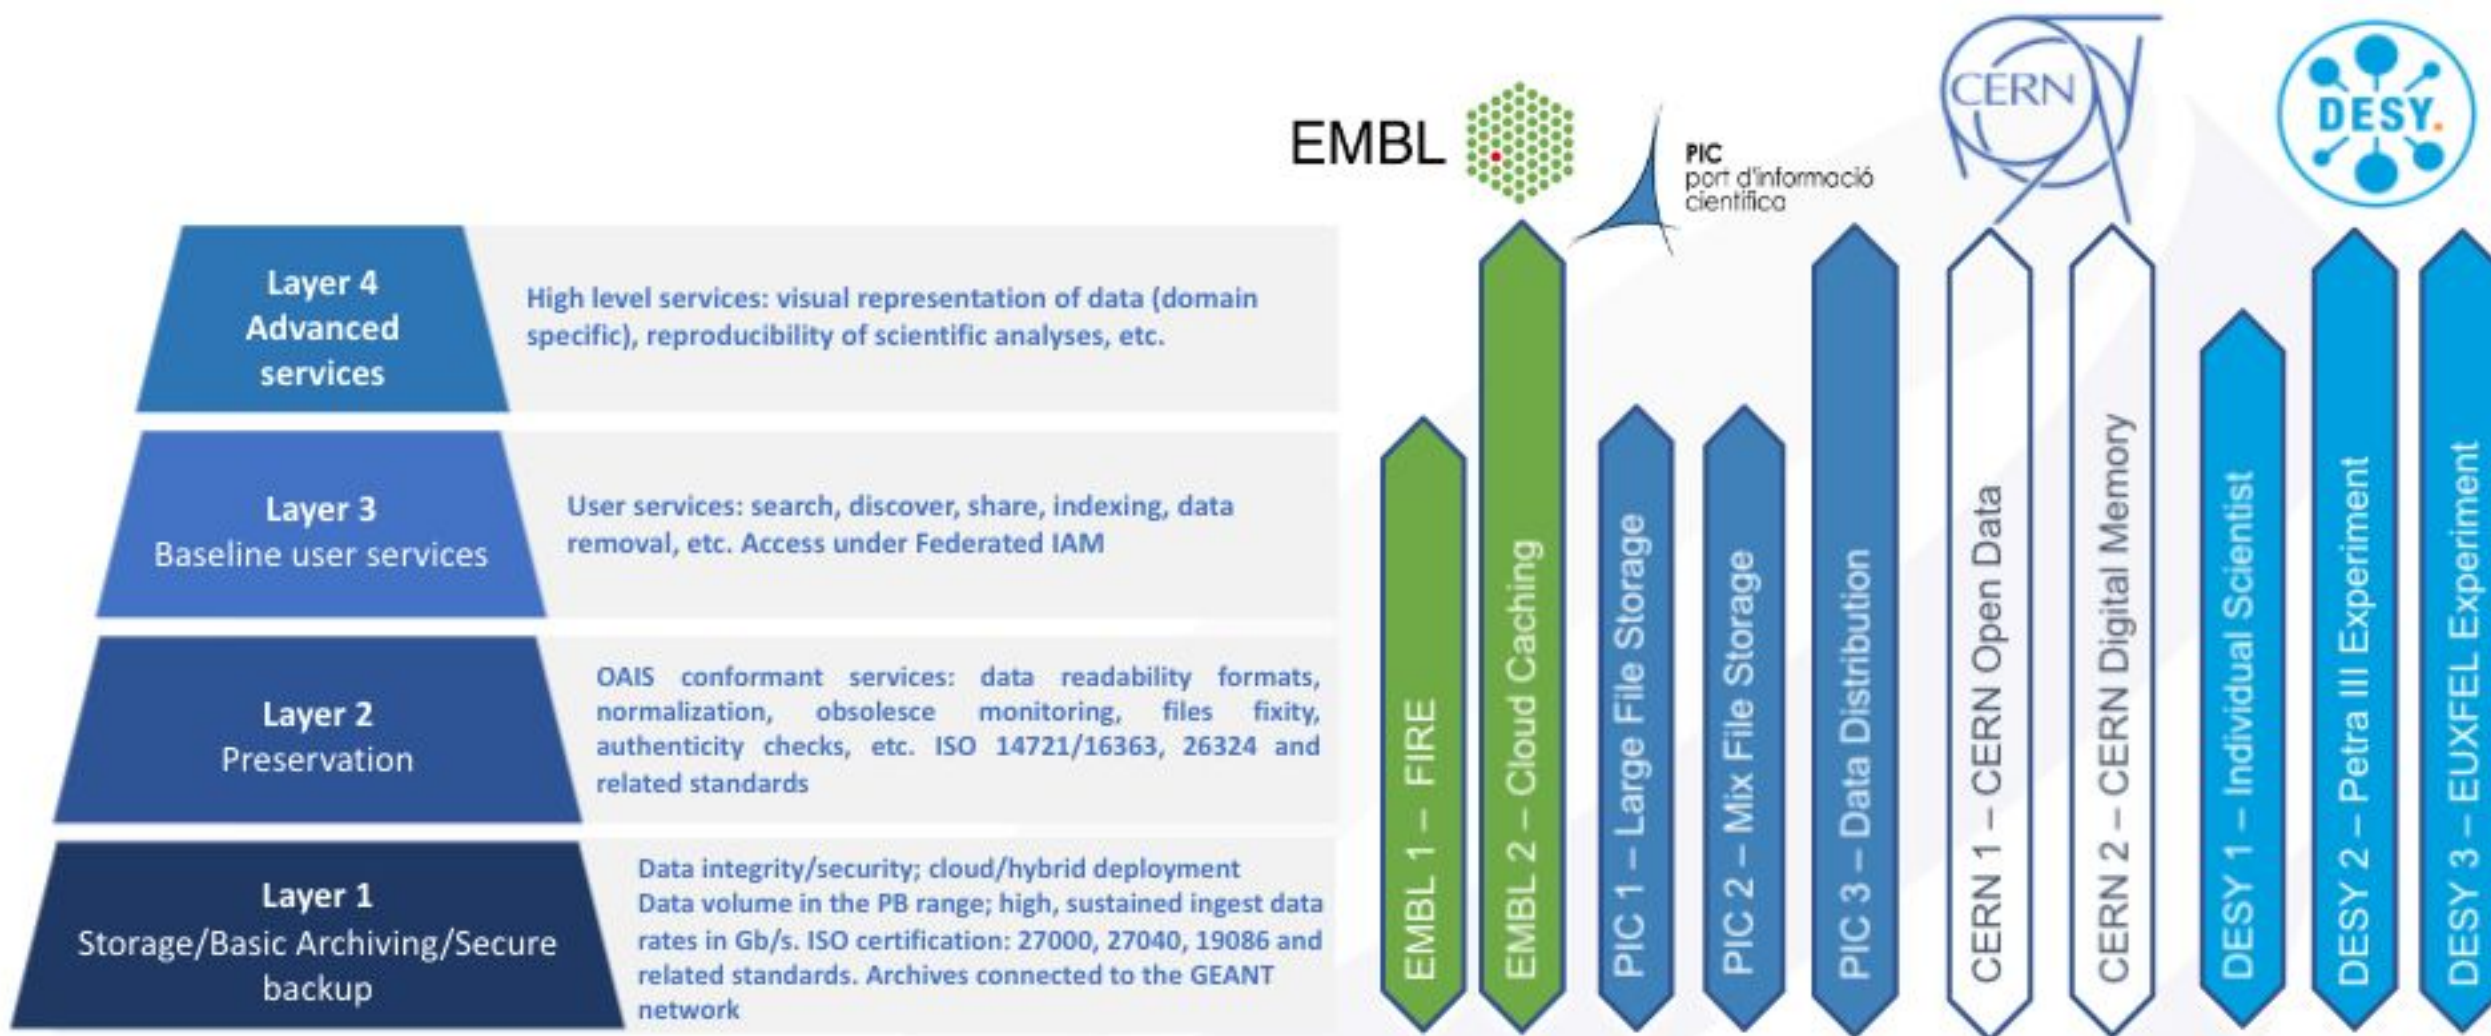 EMBL
PIC
port d'informació
científica
CERN
DESY.
Layer 4
Advanced
services
High level services: visual representation of data (domain
specific), reproducibility of scientific analyses, etc.
Layer 3
Baseline user services
User services: search, discover, share, indexing, data
removal, etc. Access under Federated IAM
Layer 2
Preservation
OAIS conformant services: data readability formats,
normalization, obsolesce monitoring, files fixity,
authenticity checks, etc. ISO 14721/16363, 26324 and
related standards
Layer 1
Storage/Basic Archiving/Secure
backup
Data integrity/security; cloud/hybrid deployment
Data volume in the PB range; high, sustained ingest data
rates in Gb/s. ISO certification: 27000, 27040, 19086 and
related standards. Archives connected to the GEANT
network
EMBL 1 – FIRE
EMBL 2 – Cloud Caching
PIC 1 – Large File Storage
PIC 2 – Mix File Storage
PIC 3 – Data Distribution
CERN 1 – CERN Open Data
CERN 2 – CERN Digital Memory
DESY 1 – Individual Scientist
DESY 2 – Petra III Experiment
DESY 3 – EUXFEL Experiment